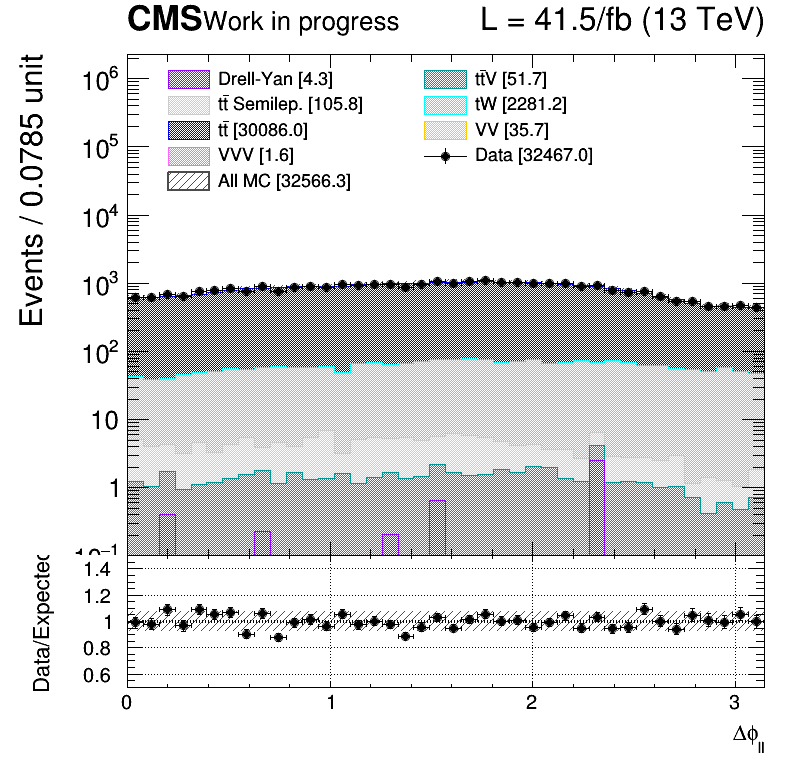 CMS Work in progress L = 41.5/fb (13 TeV)
Events / 0.0785 unit
10⁶
10⁵
10⁴
10³
10²
10
1
10⁻¹
Drell-Yan [4.3]
tt̄ Semilep. [105.8]
tt̄ [30086.0]
VVV [1.6]
All MC [32566.3]
tt̄V [51.7]
tW [2281.2]
VV [35.7]
Data [32467.0]
Data/Expected
1.4
1.2
1
0.8
0.6
0 1 2 3
Δϕ_ll